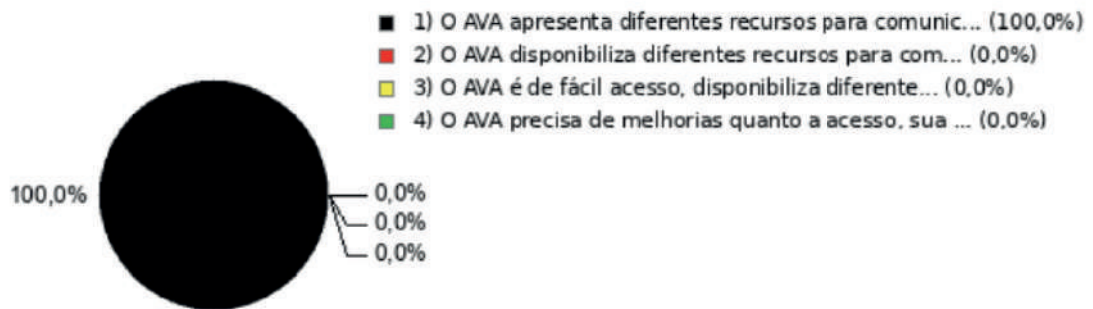 1) O AVA apresenta diferentes recursos para comunic... (100,0%)
2) O AVA disponibiliza diferentes recursos para com... (0,0%)
3) O AVA é de fácil acesso, disponibiliza diferente... (0,0%)
4) O AVA precisa de melhorias quanto a acesso, sua ... (0,0%)
100,0%
0,0%
0,0%
0,0%